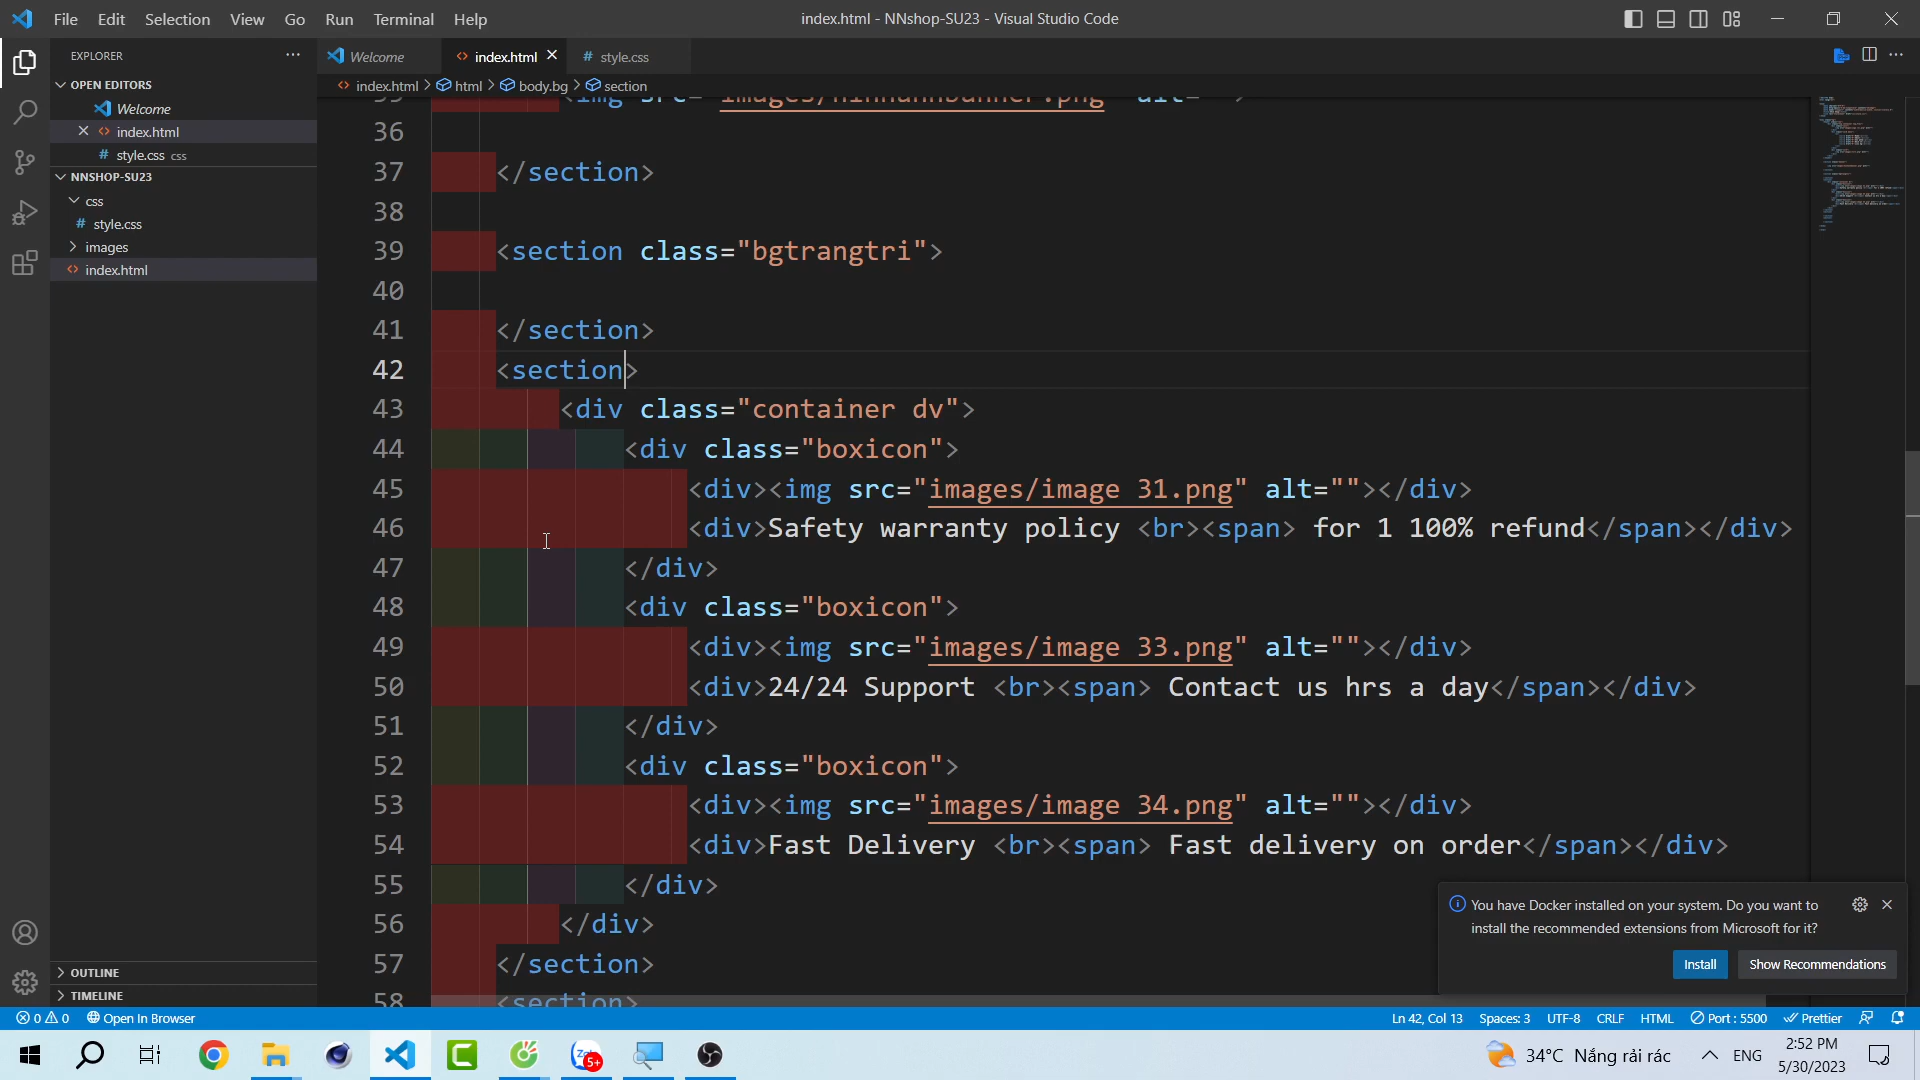 File Edit Selection View Go Run Terminal Help
index.html - NNshop-SU23 - Visual Studio Code
EXPLORER
OPEN EDITORS
Welcome
index.html
style.css css
NNSHOP-SU23
css
style.css
images
index.html
OUTLINE
TIMELINE
Welcome
index.html
style.css
index.html > html > body.bg > section
36
37 </section>
38
39 <section class="bgtrangtri">
40
41 </section>
42 <section>
43 <div class="container dv">
44 <div class="boxicon">
45 <div><img src="images/image 31.png" alt=""></div>
46 <div>Safety warranty policy <br><span> for 1 100% refund</span></div>
47 </div>
48 <div class="boxicon">
49 <div><img src="images/image 33.png" alt=""></div>
50 <div>24/24 Support <br><span> Contact us hrs a day</span></div>
51 </div>
52 <div class="boxicon">
53 <div><img src="images/image 34.png" alt=""></div>
54 <div>Fast Delivery <br><span> Fast delivery on order</span></div>
55 </div>
56 </div>
57 </section>
58 <section>
You have Docker installed on your system. Do you want to
install the recommended extensions from Microsoft for it?
Install Show Recommendations
0 0 Open In Browser
Ln 42, Col 13 Spaces: 3 UTF-8 CRLF HTML Port : 5500 Prettier
5+
34°C Nắng rải rác ENG
2:52 PM
5/30/2023